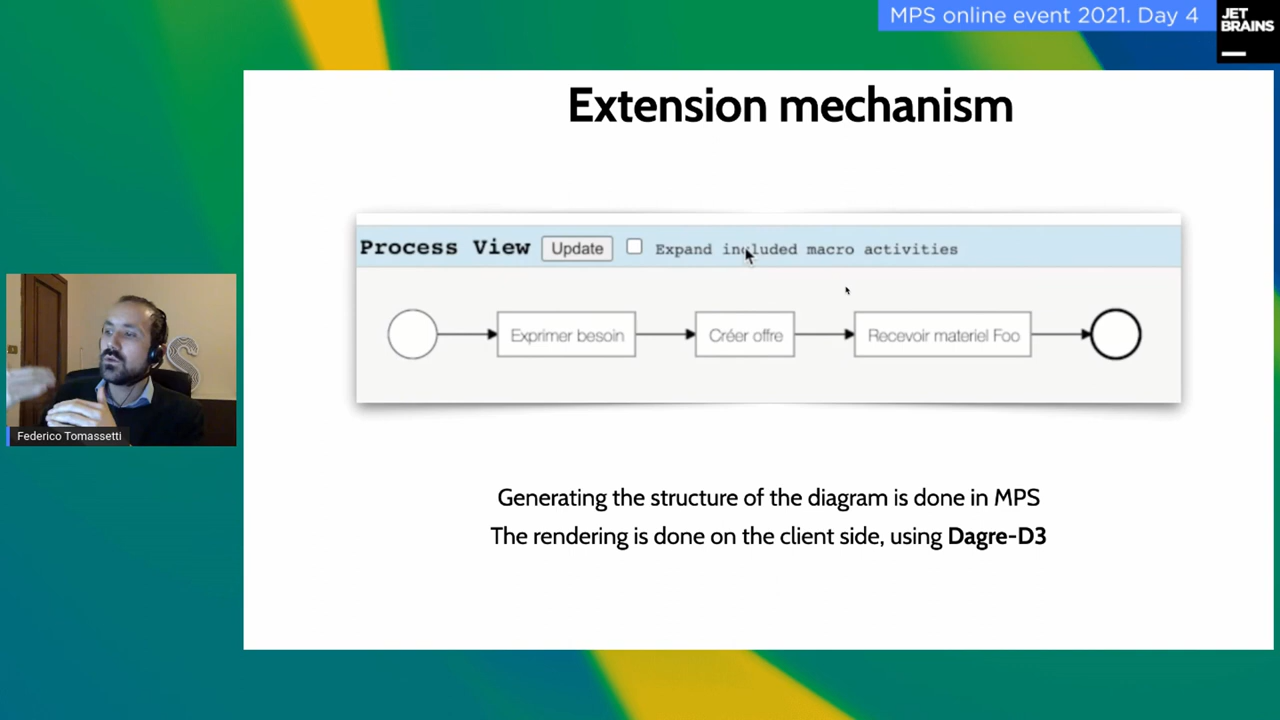 MPS online event 2021. Day 4
JET
BRAINS
Extension mechanism
Process View Update Expand included macro activities
Exprimer besoin Créer offre Recevoir materiel Foo
S
Federico Tomassetti
Generating the structure of the diagram is done in MPS
The rendering is done on the client side, using Dagre-D3